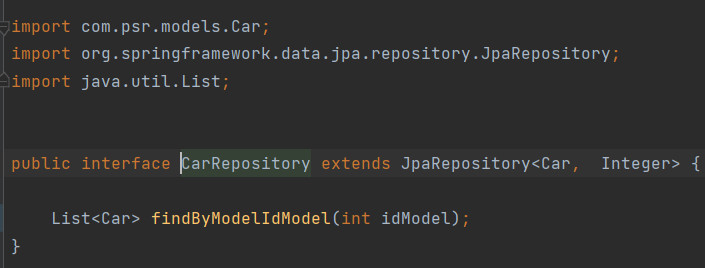 import com.psr.models.Car;
import org.springframework.data.jpa.repository.JpaRepository;
import java.util.List;
public interface CarRepository extends JpaRepository<Car,  Integer> {
List<Car> findByModelIdModel(int idModel);
}